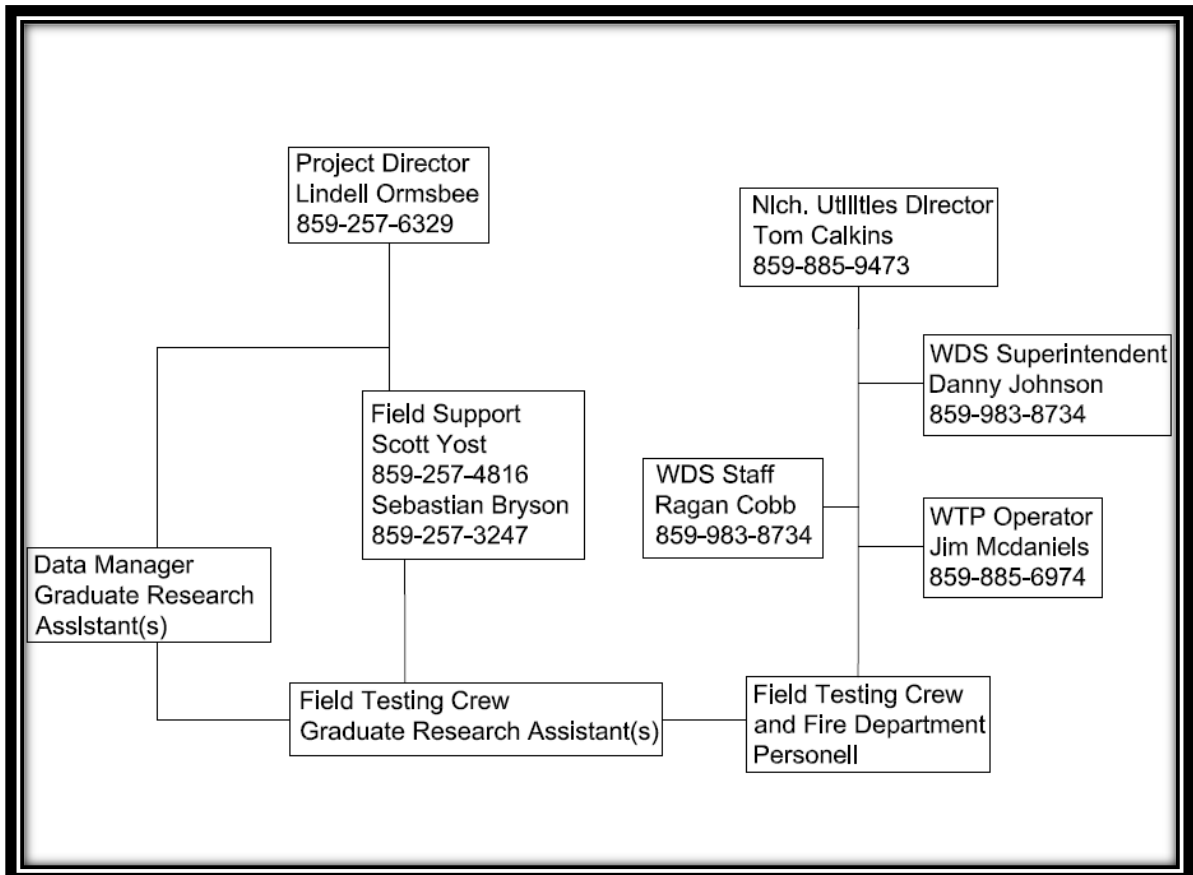 Project Director
Lindell Ormsbee
859-257-6329
Nich. Utilities Director
Tom Calkins
859-885-9473
WDS Superintendent
Danny Johnson
859-983-8734
Field Support
Scott Yost
859-257-4816
Sebastian Bryson
859-257-3247
WDS Staff
Ragan Cobb
859-983-8734
WTP Operator
Jim Mcdaniels
859-885-6974
Data Manager
Graduate Research
Assistant(s)
Field Testing Crew
Graduate Research Assistant(s)
Field Testing Crew
and Fire Department
Personell